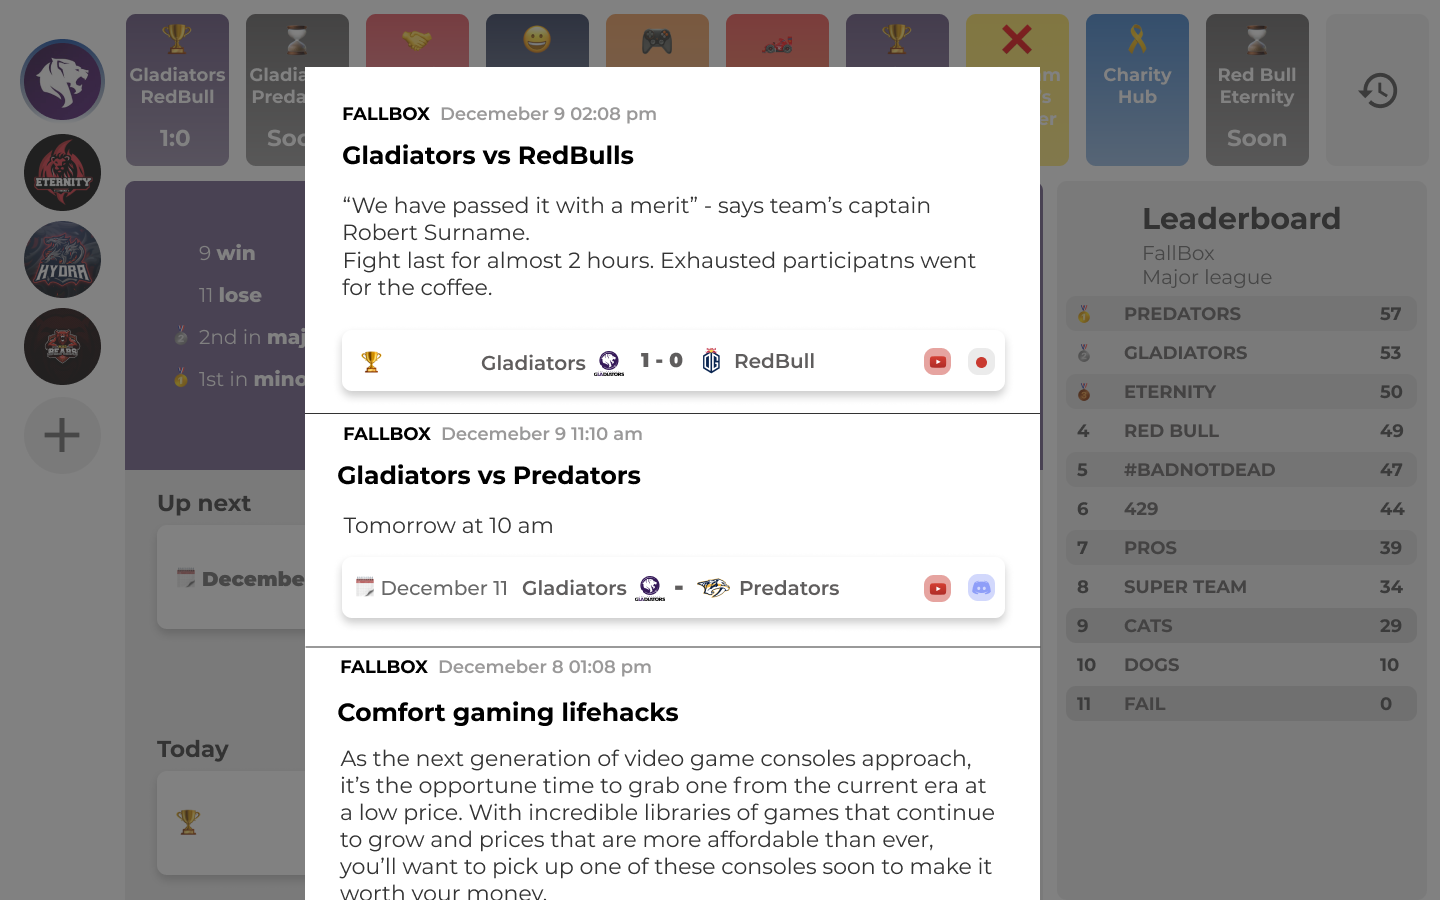 Gladiators
RedBull
1:0
Gladia
Preda
Soo
m
's
er
Charity
Hub
Red Bull
Eternity
Soon
ETERNITY
HYDRA
BEARS
9 win
11 lose
2nd in maj
1st in mino
Up next
Decembe
Today
FALLBOX Decemeber 9 02:08 pm
Gladiators vs RedBulls
“We have passed it with a merit” - says team’s captain
Robert Surname.
Fight last for almost 2 hours. Exhausted participatns went
for the coffee.
Gladiators GLADIATORS 1 - 0 OG RedBull
FALLBOX Decemeber 9 11:10 am
Gladiators vs Predators
Tomorrow at 10 am
December 11 Gladiators GLADIATORS - Predators
FALLBOX Decemeber 8 01:08 pm
Comfort gaming lifehacks
As the next generation of video game consoles approach,
it’s the opportune time to grab one from the current era at
a low price. With incredible libraries of games that continue
to grow and prices that are more affordable than ever,
you’ll want to pick up one of these consoles soon to make it
worth your money.
Leaderboard
FallBox
Major league
PREDATORS 57
GLADIATORS 53
ETERNITY 50
4 RED BULL 49
5 #BADNOTDEAD 47
6 429 44
7 PROS 39
8 SUPER TEAM 34
9 CATS 29
10 DOGS 10
11 FAIL 0